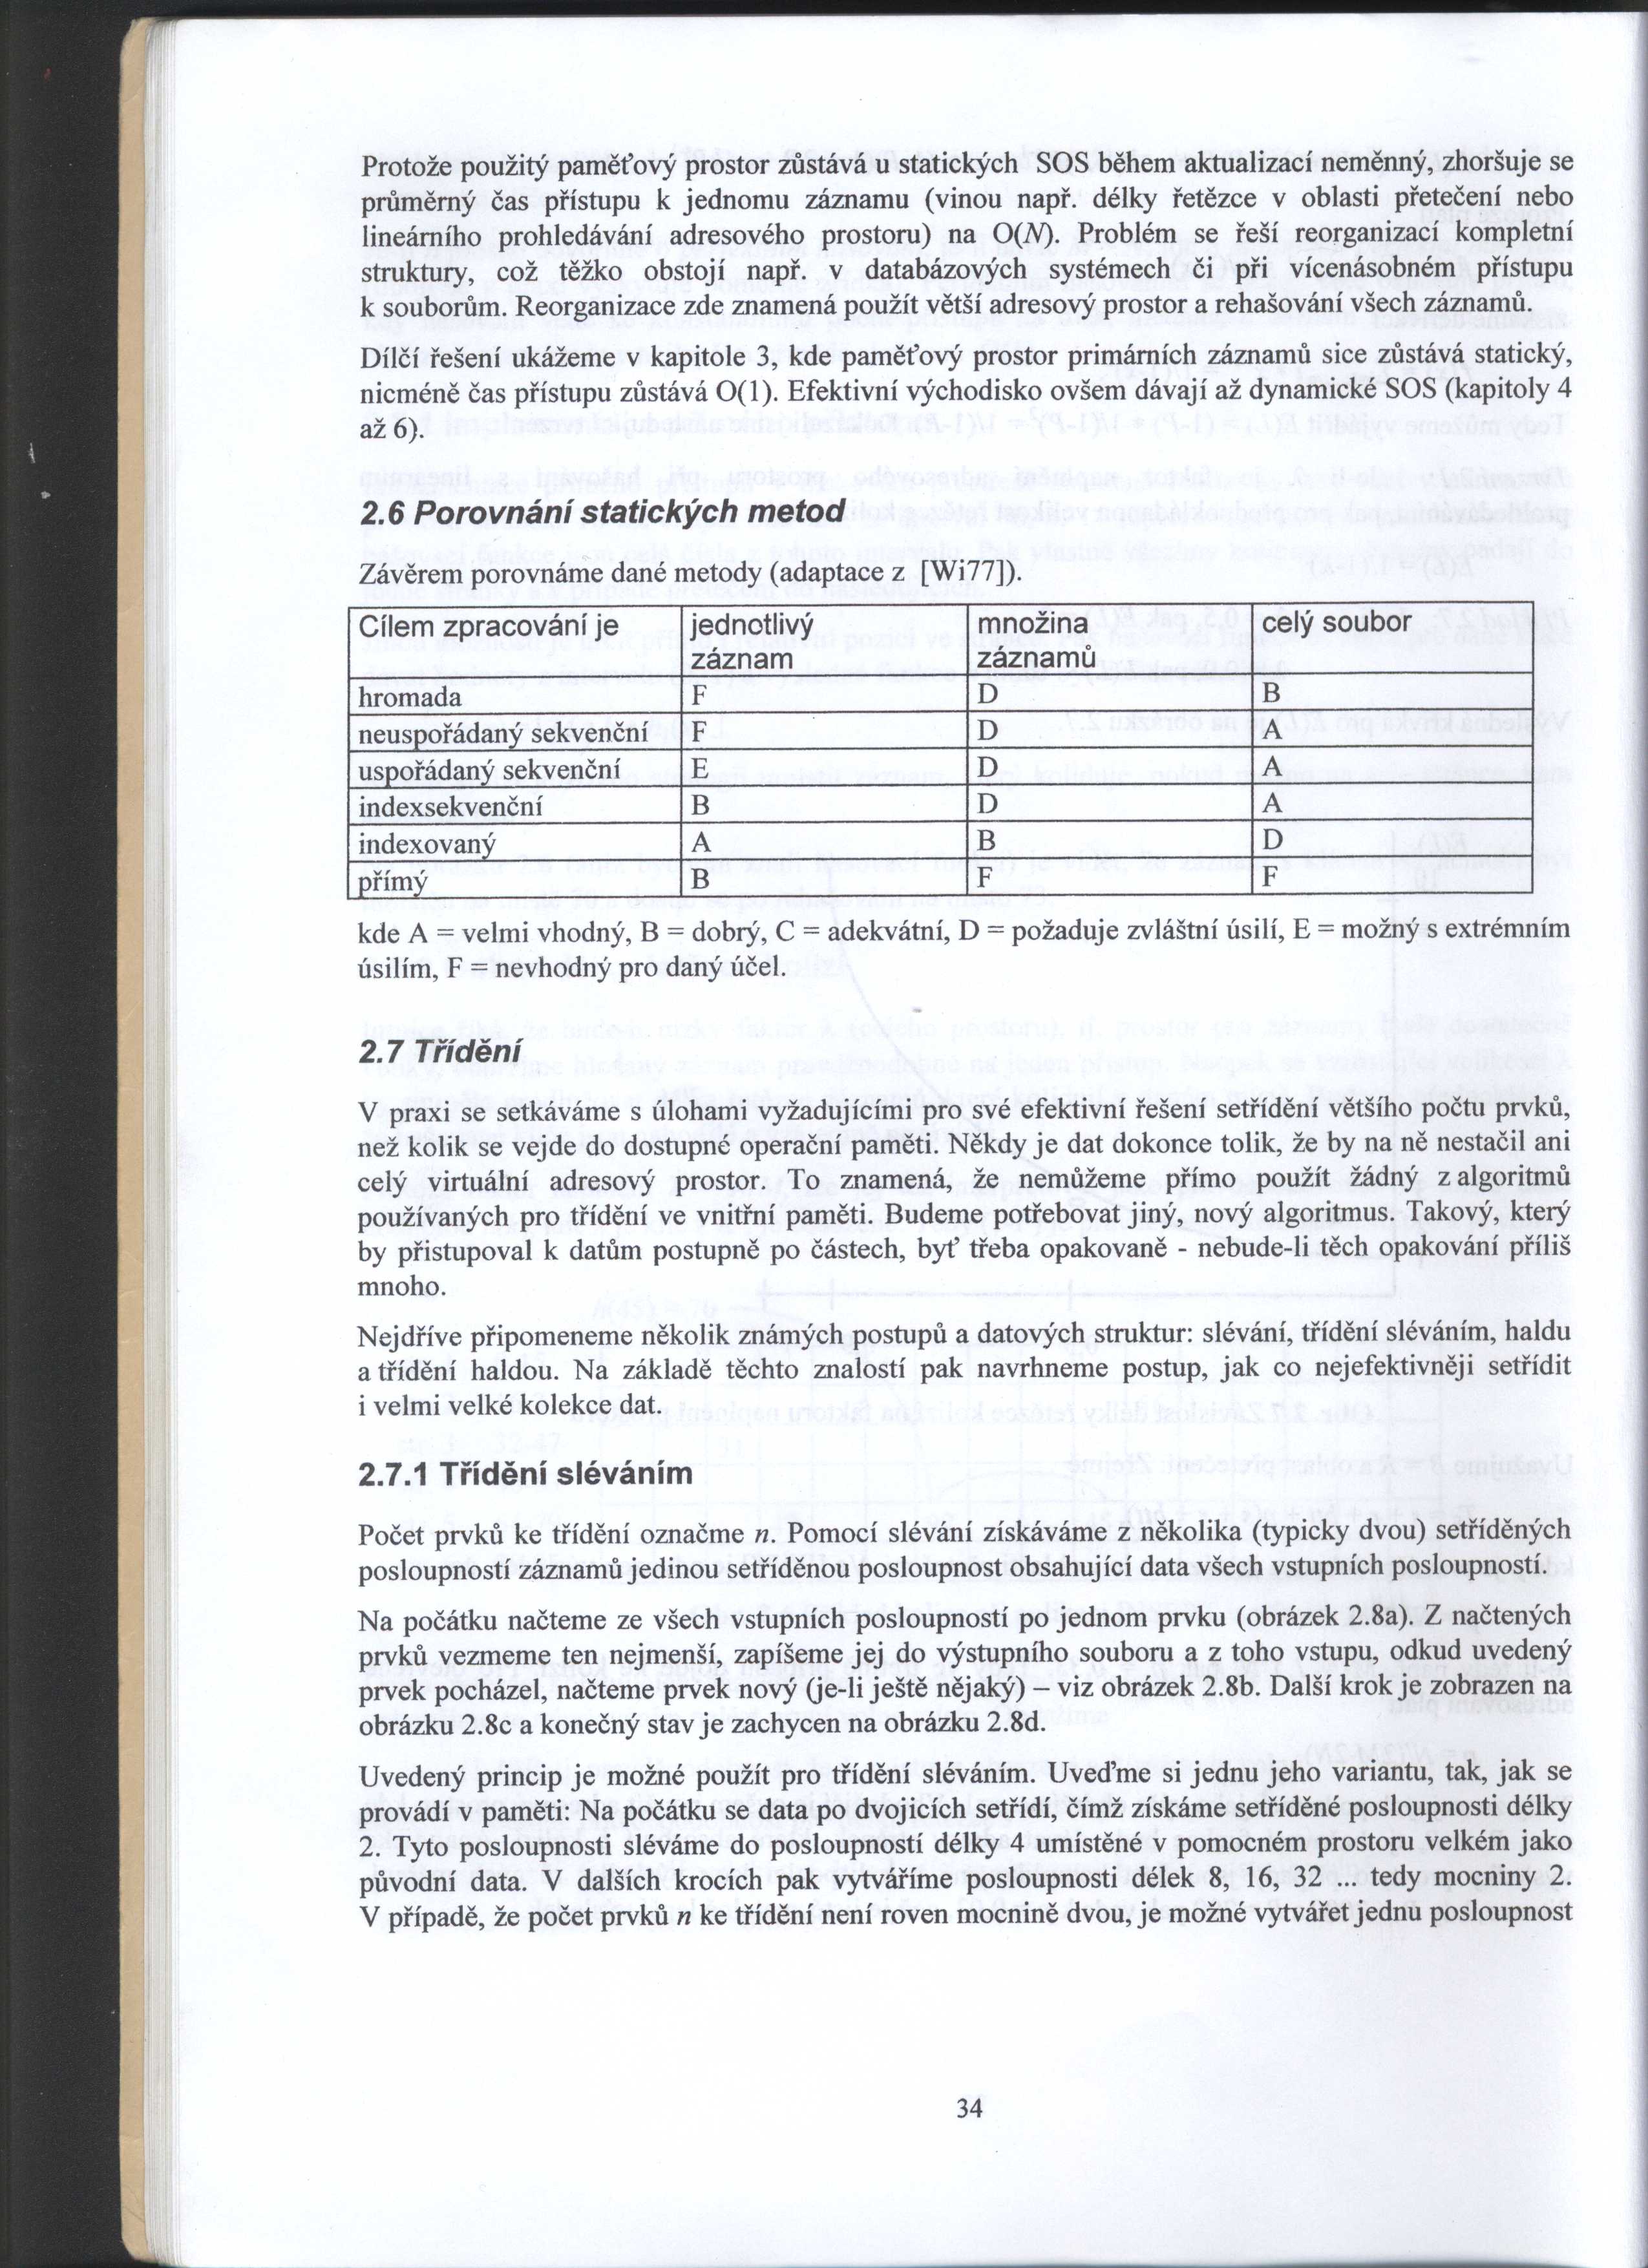 Protože použitý paměťový prostor zůstává u statických SOS během aktualizací neměnný, zhoršuje se
průměrný čas přístupu k jednomu záznamu (vinou např. délky řetězce v oblasti přetečení nebo
lineárního prohledávání adresového prostoru) na O(N). Problém se řeší reorganizací kompletní
struktury, což těžko obstojí např. v databázových systémech či při vícenásobném přístupu
k souborům. Reorganizace zde znamená použít větší adresový prostor a rehašování všech záznamů.
Dílčí řešení ukážeme v kapitole 3, kde paměťový prostor primárních záznamů sice zůstává statický,
nicméně čas přístupu zůstává O(1). Efektivní východisko ovšem dávají až dynamické SOS (kapitoly 4
až 6).
2.6 Porovnání statických metod
Závěrem porovnáme dané metody (adaptace z [Wi77]).
Cílem zpracování je jednotlivý záznam množina záznamů celý soubor
hromada F D B
neuspořádaný sekvenční F D A
uspořádaný sekvenční E D A
indexsekvenční B D A
indexovaný A B D
přímý B F F
kde A = velmi vhodný, B = dobrý, C = adekvátní, D = požaduje zvláštní úsilí, E = možný s extrémním
úsilím, F = nevhodný pro daný účel.
2.7 Třídění
V praxi se setkáváme s úlohami vyžadujícími pro své efektivní řešení setřídění většího počtu prvků,
než kolik se vejde do dostupné operační paměti. Někdy je dat dokonce tolik, že by na ně nestačil ani
celý virtuální adresový prostor. To znamená, že nemůžeme přímo použít žádný z algoritmů
používaných pro třídění ve vnitřní paměti. Budeme potřebovat jiný, nový algoritmus. Takový, který
by přistupoval k datům postupně po částech, byť třeba opakovaně - nebude-li těch opakování příliš
mnoho.
Nejdříve připomeneme několik známých postupů a datových struktur: slévání, třídění sléváním, haldu
a třídění haldou. Na základě těchto znalostí pak navrhneme postup, jak co nejefektivněji setřídit
i velmi velké kolekce dat.
2.7.1 Třídění sléváním
Počet prvků ke třídění označme n. Pomocí slévání získáváme z několika (typicky dvou) setříděných
posloupností záznamů jedinou setříděnou posloupnost obsahující data všech vstupních posloupností.
Na počátku načteme ze všech vstupních posloupností po jednom prvku (obrázek 2.8a). Z načtených
prvků vezmeme ten nejmenší, zapíšeme jej do výstupního souboru a z toho vstupu, odkud uvedený
prvek pocházel, načteme prvek nový (je-li ještě nějaký) – viz obrázek 2.8b. Další krok je zobrazen na
obrázku 2.8c a konečný stav je zachycen na obrázku 2.8d.
Uvedený princip je možné použít pro třídění sléváním. Uveďme si jednu jeho variantu, tak, jak se
provádí v paměti: Na počátku se data po dvojicích setřídí, čímž získáme setříděné posloupnosti délky
2. Tyto posloupnosti sléváme do posloupností délky 4 umístěné v pomocném prostoru velkém jako
původní data. V dalších krocích pak vytváříme posloupnosti délek 8, 16, 32 ... tedy mocniny 2.
V případě, že počet prvků n ke třídění není roven mocnině dvou, je možné vytvářet jednu posloupnost
34